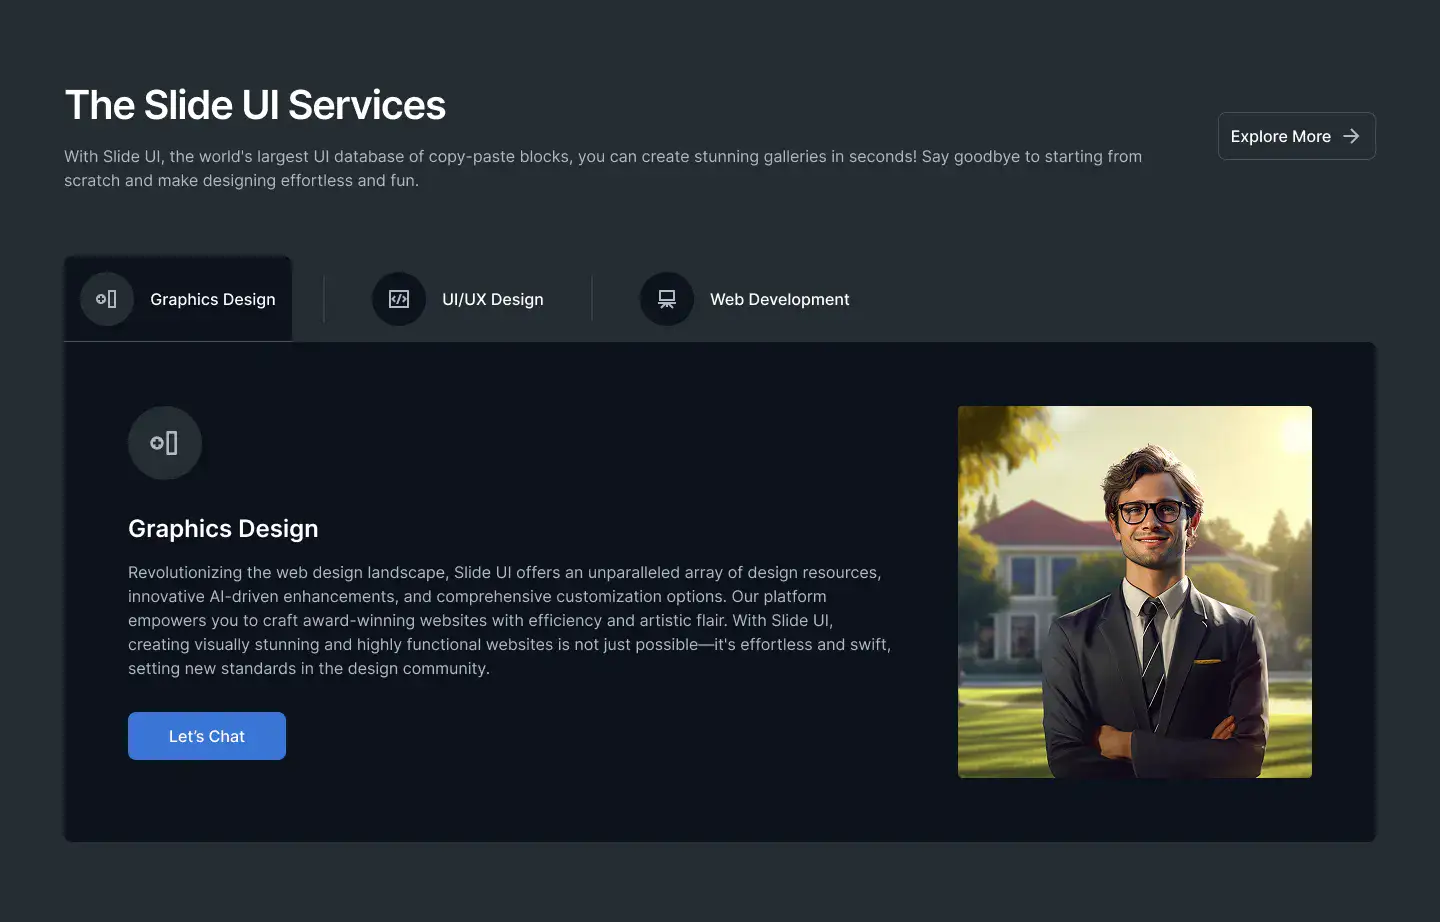 The Slide UI Services
With Slide UI, the world's largest UI database of copy-paste blocks, you can create stunning galleries in seconds! Say goodbye to starting from
scratch and make designing effortless and fun.
Explore More
Graphics Design
UI/UX Design
Web Development
Graphics Design
Revolutionizing the web design landscape, Slide UI offers an unparalleled array of design resources,
innovative AI-driven enhancements, and comprehensive customization options. Our platform
empowers you to craft award-winning websites with efficiency and artistic flair. With Slide UI,
creating visually stunning and highly functional websites is not just possible—it's effortless and swift,
setting new standards in the design community.
Let’s Chat